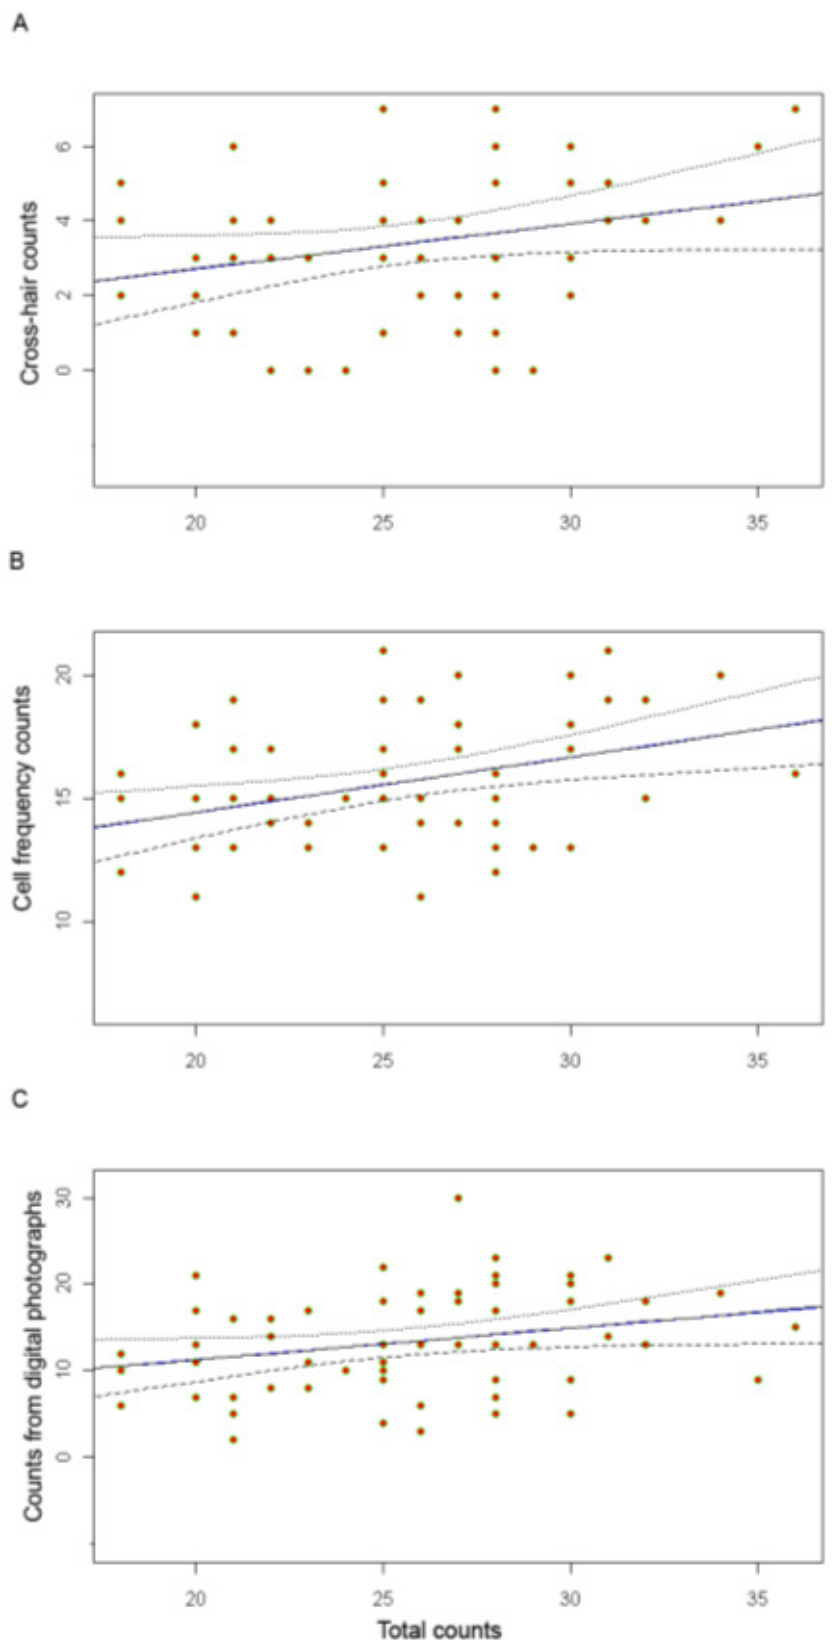 A
Cross-hair counts
6
4
2
0
20 25 30 35
B
Cell frequency counts
20
15
10
20 25 30 35
C
Counts from digital photographs
30
20
10
0
20 25 30 35
Total counts